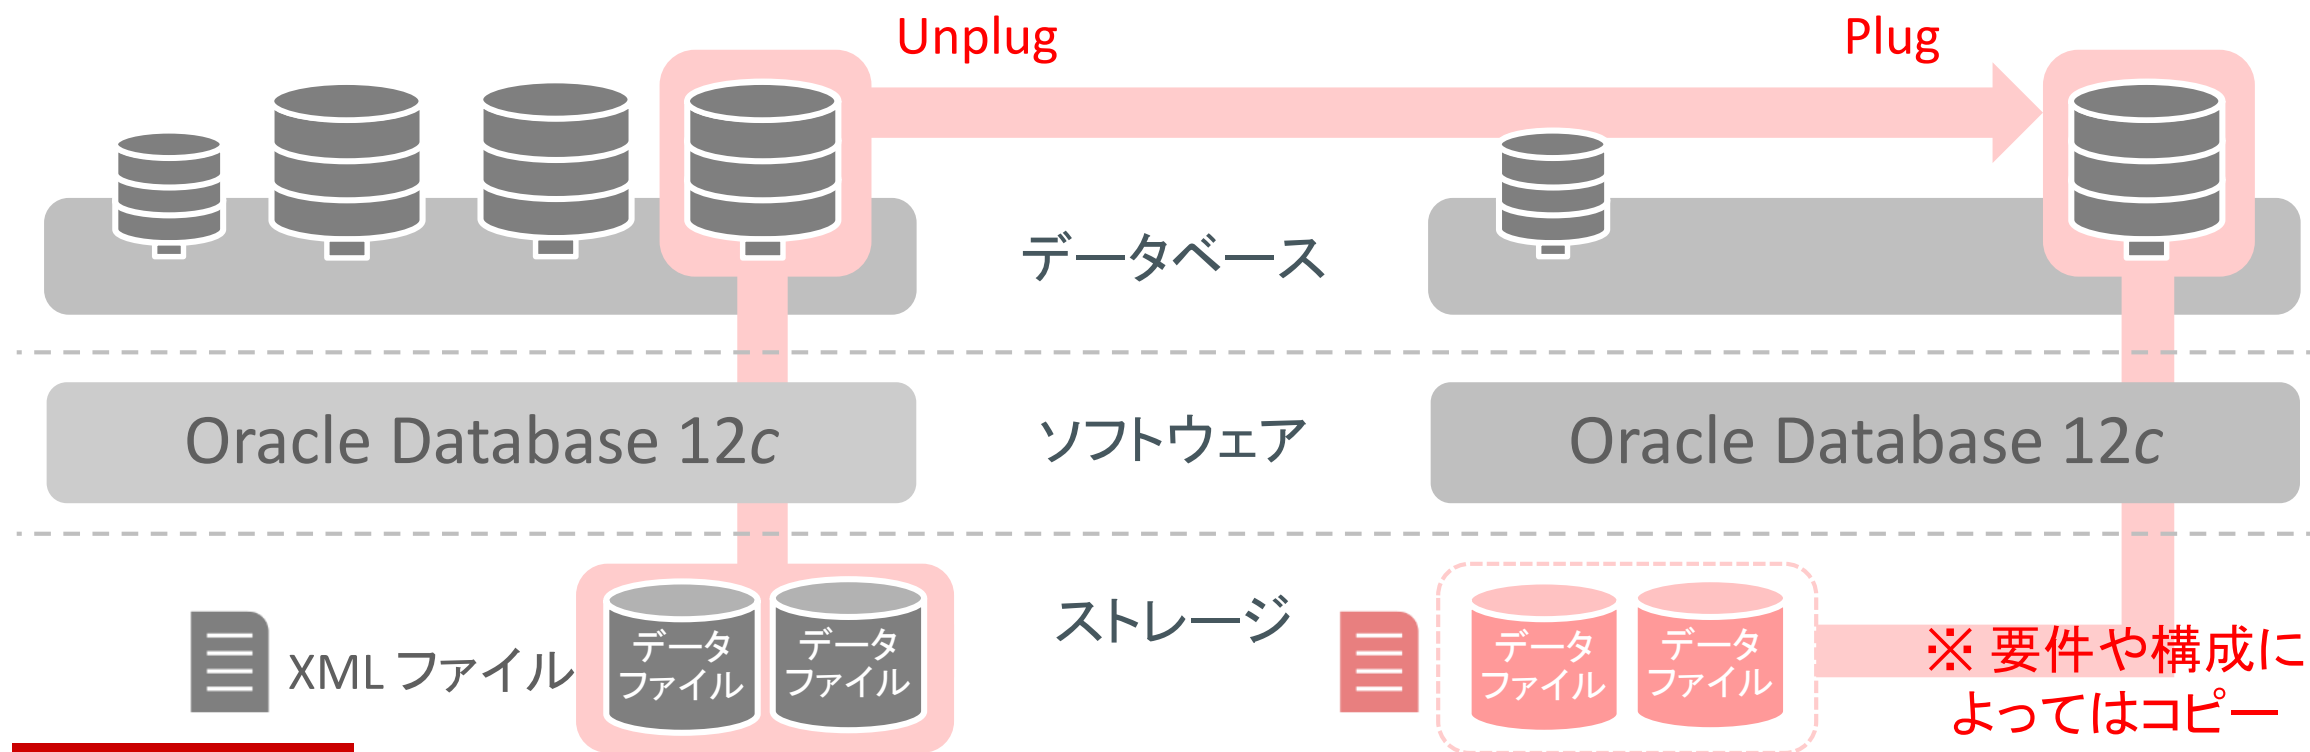 Unplug
Plug
データベース
Oracle Database 12c
ソフトウェア
Oracle Database 12c
ストレージ
XML ファイル
データ
ファイル
データ
ファイル
データ
ファイル
データ
ファイル
※ 要件や構成に
よってはコピー